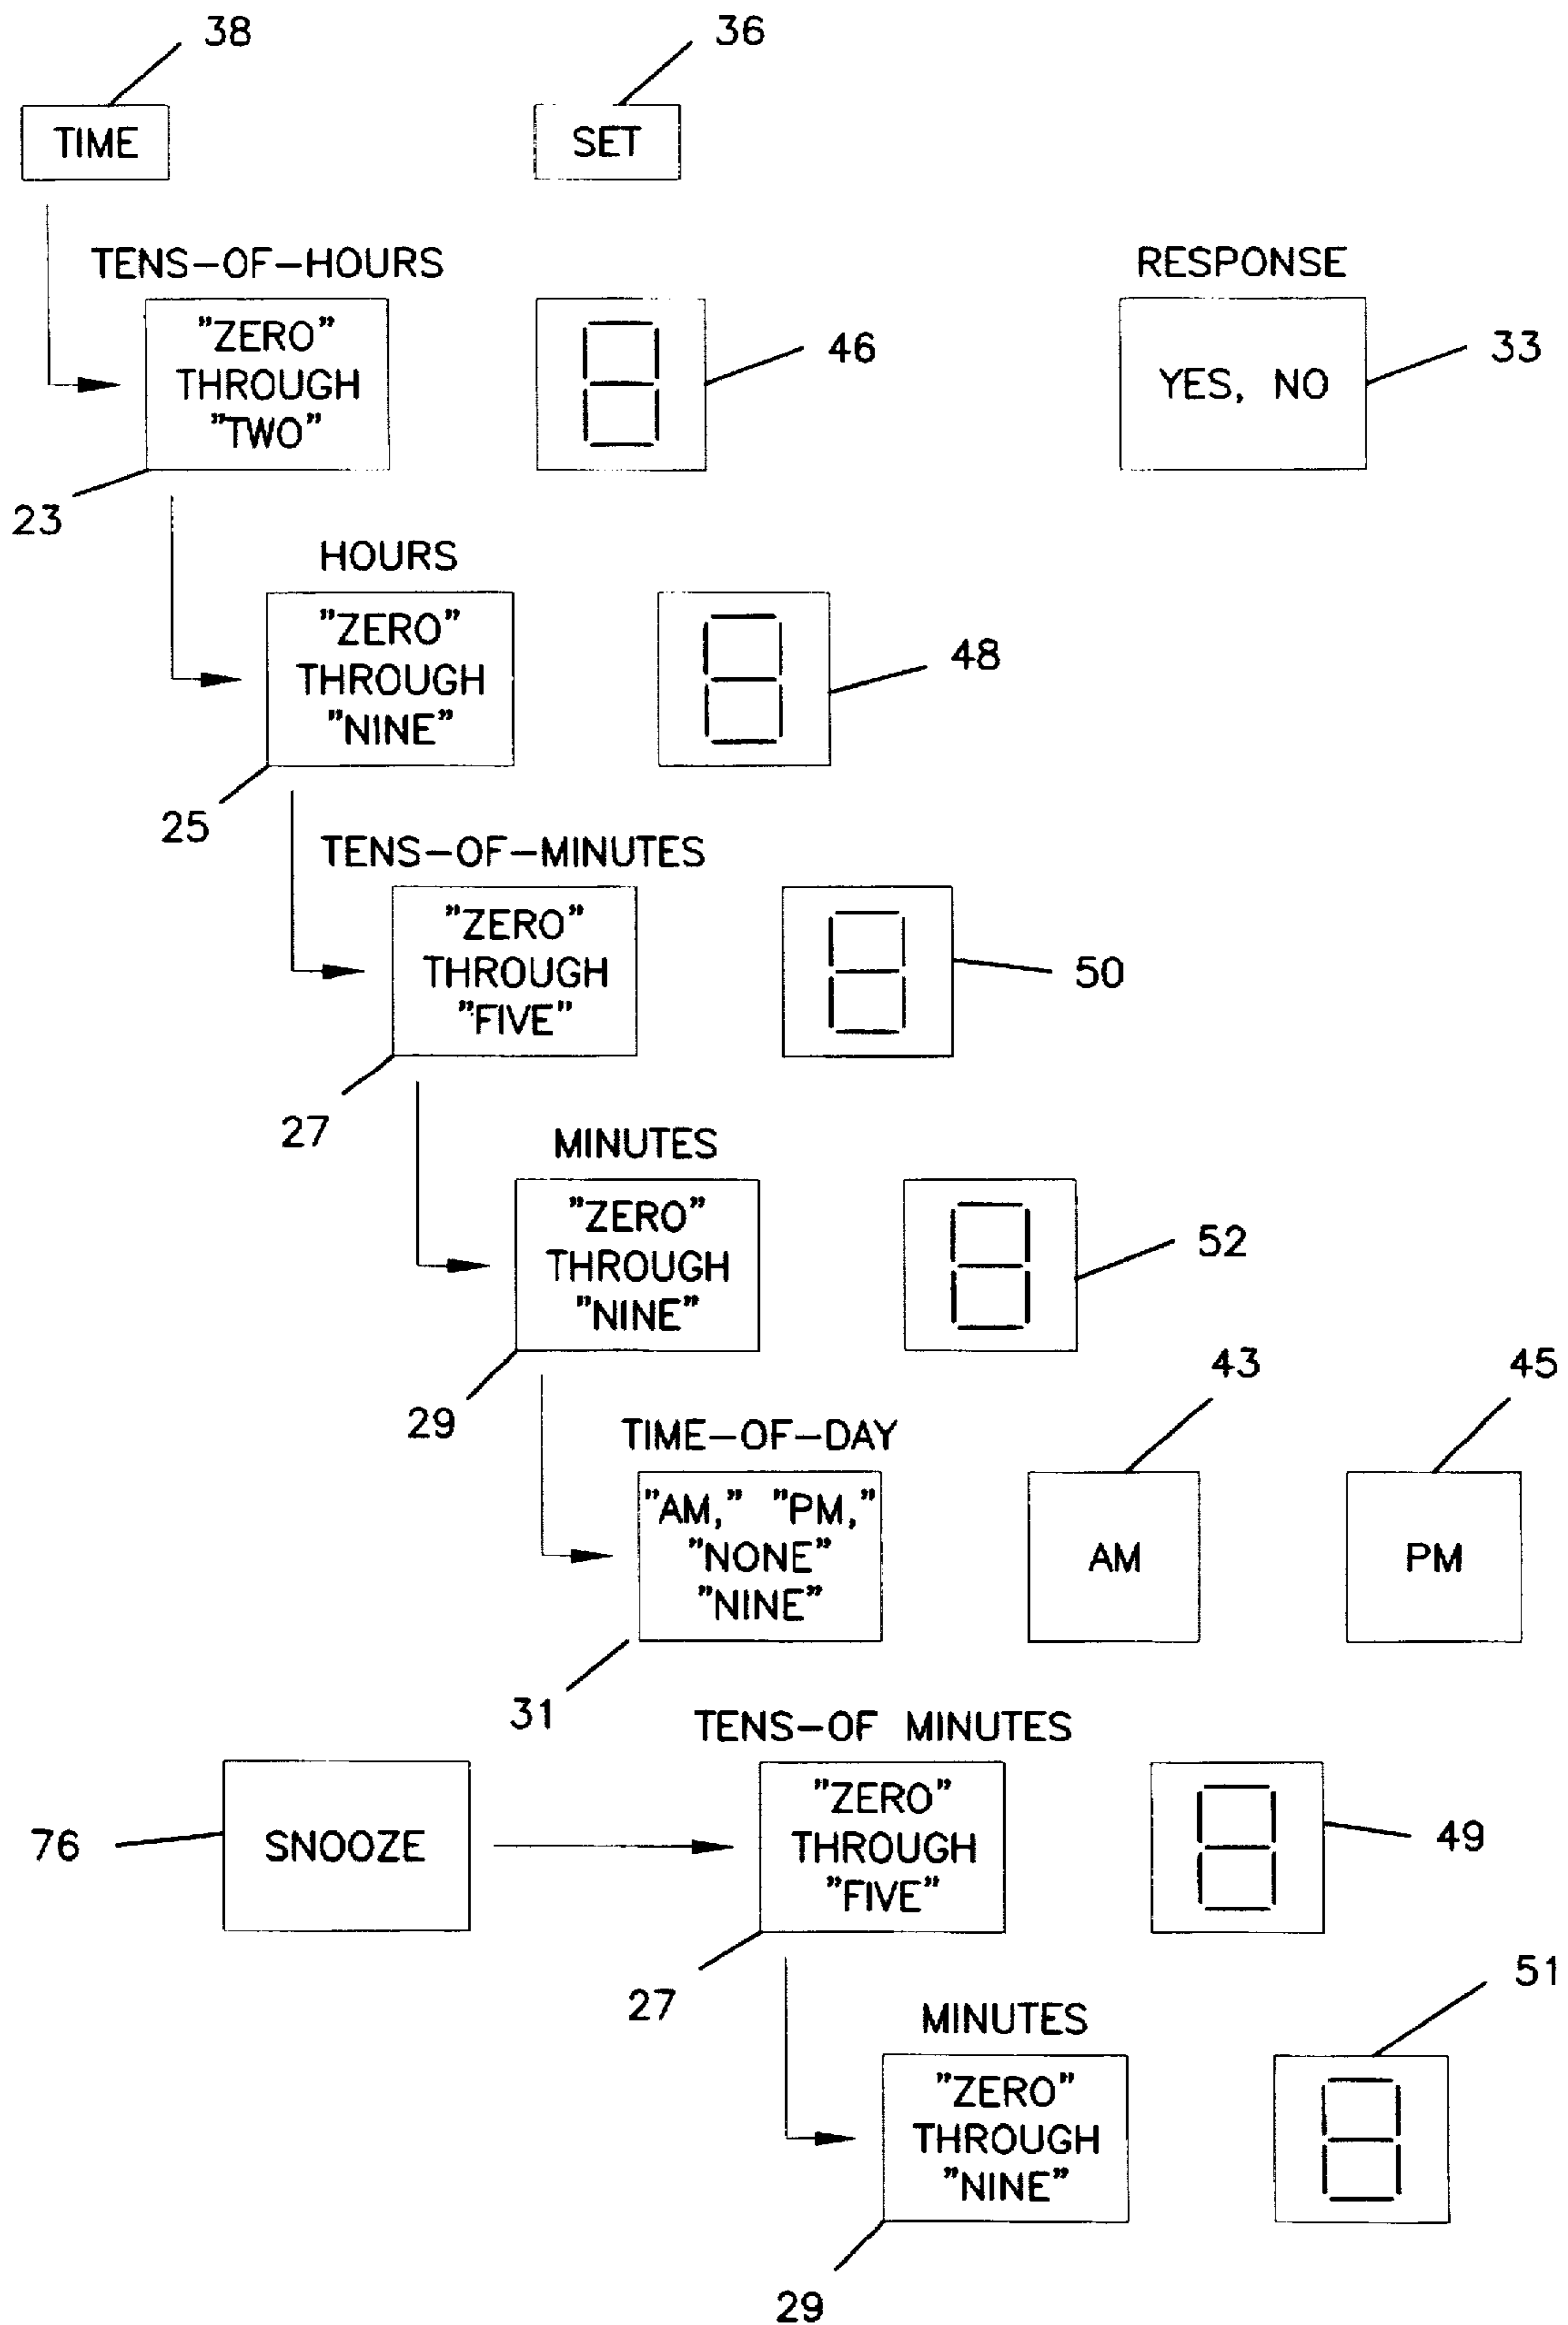 38
36
TIME
SET
TENS-OF-HOURS
RESPONSE
"ZERO"
THROUGH
"TWO"
46
YES, NO
33
23
HOURS
"ZERO"
THROUGH
"NINE"
48
25
TENS-OF-MINUTES
"ZERO"
THROUGH
"FIVE"
50
27
MINUTES
"ZERO"
THROUGH
"NINE"
52
29
43
45
TIME-OF-DAY
"AM," "PM,"
"NONE"
"NINE"
AM
PM
31
TENS-OF MINUTES
76
SNOOZE
"ZERO"
THROUGH
"FIVE"
49
27
51
MINUTES
"ZERO"
THROUGH
"NINE"
29